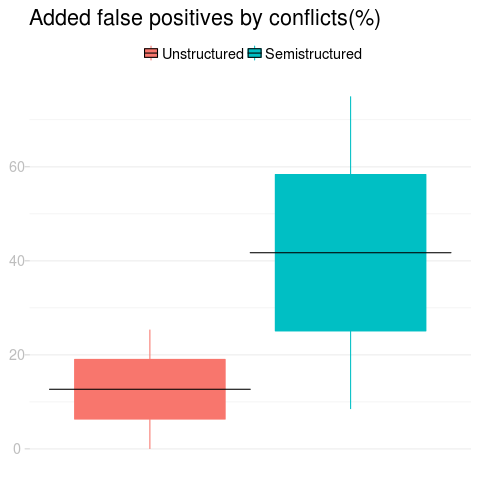 Added false positives by conflicts(%)
Unstructured Semistructured
60
40
20
0